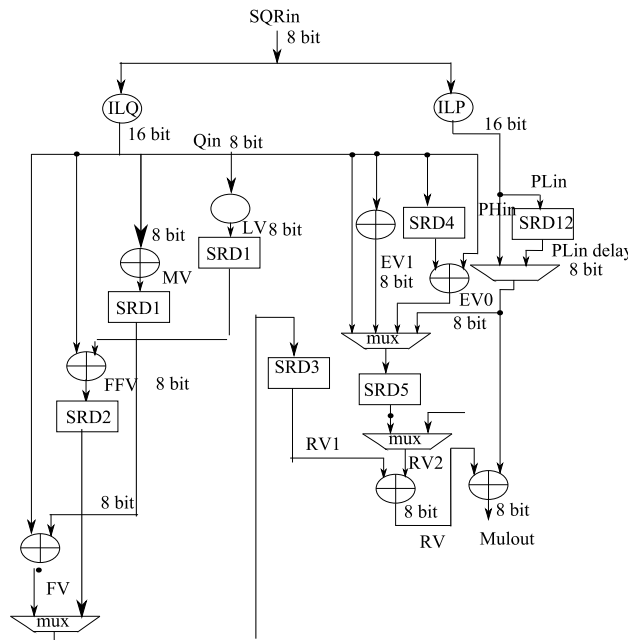 SQRin
8 bit
ILQ
ILP
16 bit
16 bit
Qin 8 bit
PLin
PHin
SRD4
SRD12
8 bit
LV 8 bit
SRD1
EV1
PLin delay
8 bit
MV
8 bit
EV0
SRD1
8 bit
mux
SRD3
FFV
8 bit
SRD5
SRD2
mux
RV1
RV2
8 bit
8 bit
8 bit
RV
Mulout
FV
mux